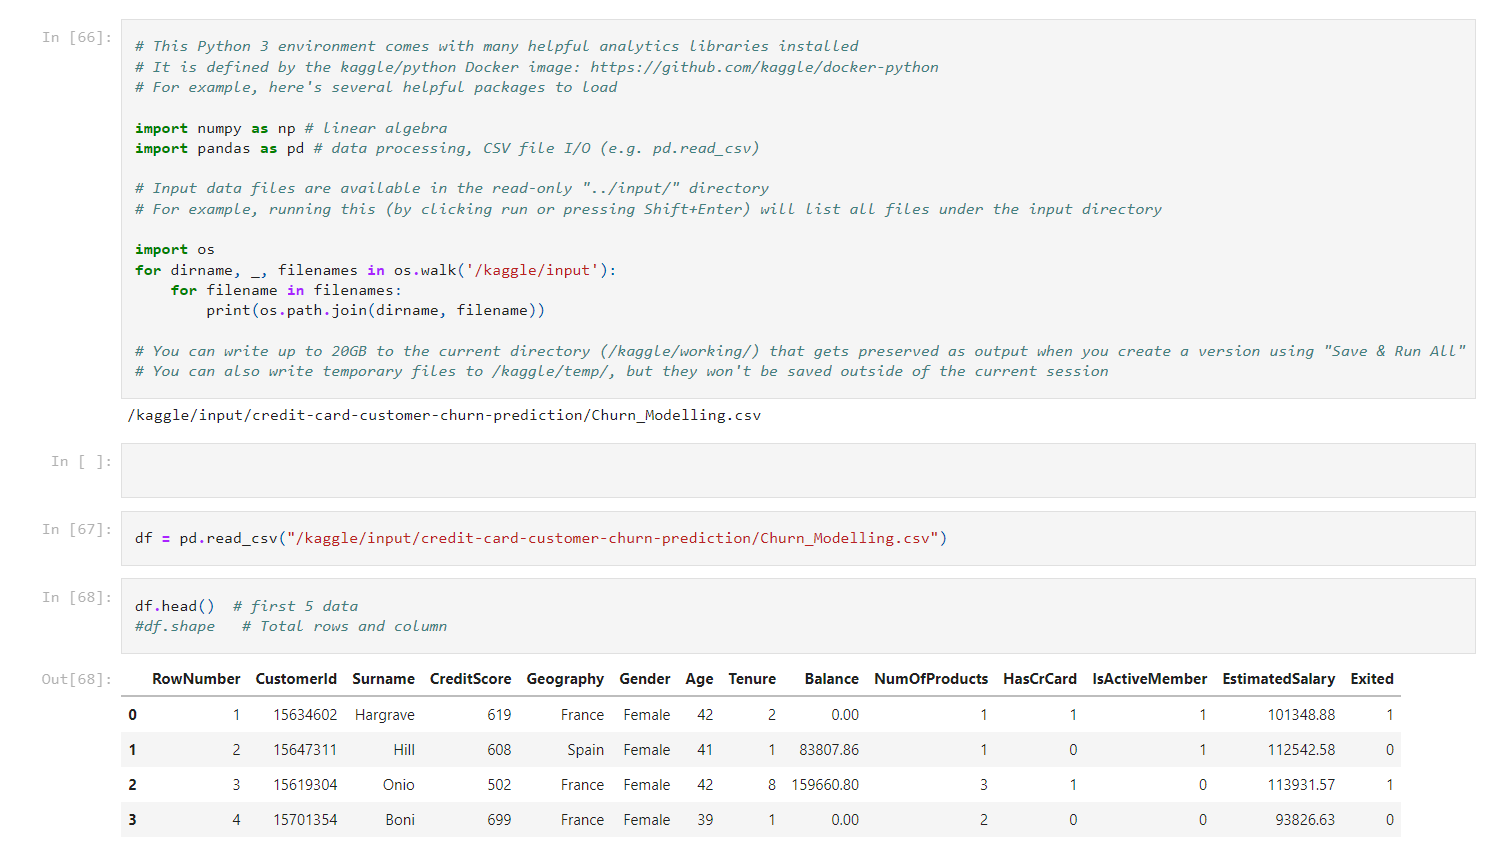 In [66]:
# This Python 3 environment comes with many helpful analytics libraries installed
# It is defined by the kaggle/python Docker image: https://github.com/kaggle/docker-python
# For example, here's several helpful packages to load
import numpy as np # linear algebra
import pandas as pd # data processing, CSV file I/O (e.g. pd.read_csv)
# Input data files are available in the read-only "../input/" directory
# For example, running this (by clicking run or pressing Shift+Enter) will list all files under the input directory
import os
for dirname, _, filenames in os.walk('/kaggle/input'):
    for filename in filenames:
        print(os.path.join(dirname, filename))
# You can write up to 20GB to the current directory (/kaggle/working/) that gets preserved as output when you create a version using "Save & Run All"
# You can also write temporary files to /kaggle/temp/, but they won't be saved outside of the current session
/kaggle/input/credit-card-customer-churn-prediction/Churn_Modelling.csv
In [ ]:
In [67]:
df = pd.read_csv("/kaggle/input/credit-card-customer-churn-prediction/Churn_Modelling.csv")
In [68]:
df.head()  # first 5 data
#df.shape   # Total rows and column
Out[68]:
RowNumber CustomerId Surname CreditScore Geography Gender Age Tenure Balance NumOfProducts HasCrCard IsActiveMember EstimatedSalary Exited
0 1 15634602 Hargrave 619 France Female 42 2 0.00 1 1 1 101348.88 1
1 2 15647311 Hill 608 Spain Female 41 1 83807.86 1 0 1 112542.58 0
2 3 15619304 Onio 502 France Female 42 8 159660.80 3 1 0 113931.57 1
3 4 15701354 Boni 699 France Female 39 1 0.00 2 0 0 93826.63 0